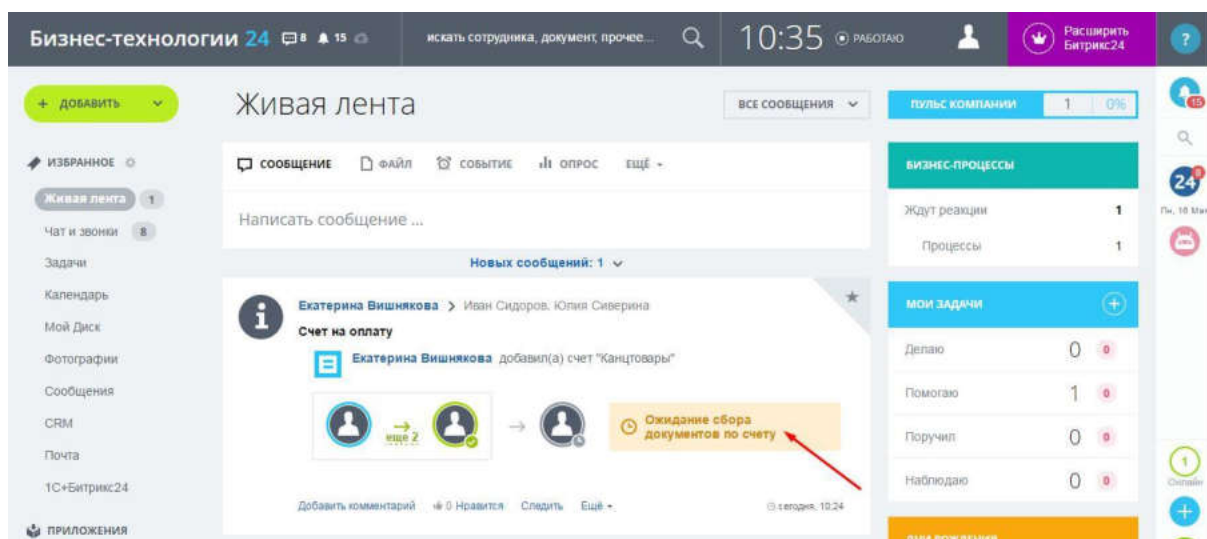 Бизнес-технологии 24 8 15
искать сотрудника, документ, прочее...
10:35 РАБОТАЮ
Расширить
Битрикс24
?
+ ДОБАВИТЬ
ИЗБРАННОЕ
Живая лента 1
Чат и звонки 8
Задачи
Календарь
Мой Диск
Фотографии
Сообщения
CRM
Почта
1С+Битрикс24
ПРИЛОЖЕНИЯ
Живая лента
ВСЕ СООБЩЕНИЯ
СООБЩЕНИЕ ФАЙЛ СОБЫТИЕ ОПРОС ЕЩЁ
Написать сообщение ...
Новых сообщений: 1
Екатерина Вишнякова > Иван Сидоров, Юлия Сиверина
Счет на оплату
Екатерина Вишнякова добавил(а) счет "Канцтовары"
еще 2
Ожидание сбора
документов по счету
Добавить комментарий 0 Нравится Следить Ещё
сегодня, 10:24
ПУЛЬС КОМПАНИИ 1 0%
БИЗНЕС-ПРОЦЕССЫ
Ждут реакции 1
Процессы 1
МОИ ЗАДАЧИ
Делаю 0 0
Помогаю 1 0
Поручил 0 0
Наблюдаю 0 0
15
24
Пн, 16 Мая
1
Онлайн